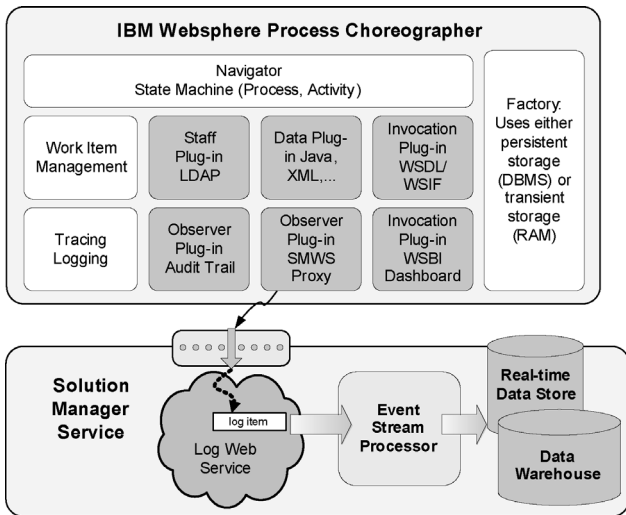 IBM Websphere Process Choreographer
Navigator
State Machine (Process, Activity)
Factory:
Uses either
persistent
storage
(DBMS) or
transient
storage
(RAM)
Work Item
Management
Staff
Plug-in
LDAP
Data Plug-
in Java,
XML,...
Invocation
Plug-in
WSDL/
WSIF
Tracing
Logging
Observer
Plug-in
Audit Trail
Observer
Plug-in
SMWS
Proxy
Invocation
Plug-in
WSBI
Dashboard
Solution
Manager
Service
log item
Log Web
Service
Event
Stream
Processor
Real-time
Data Store
Data
Warehouse